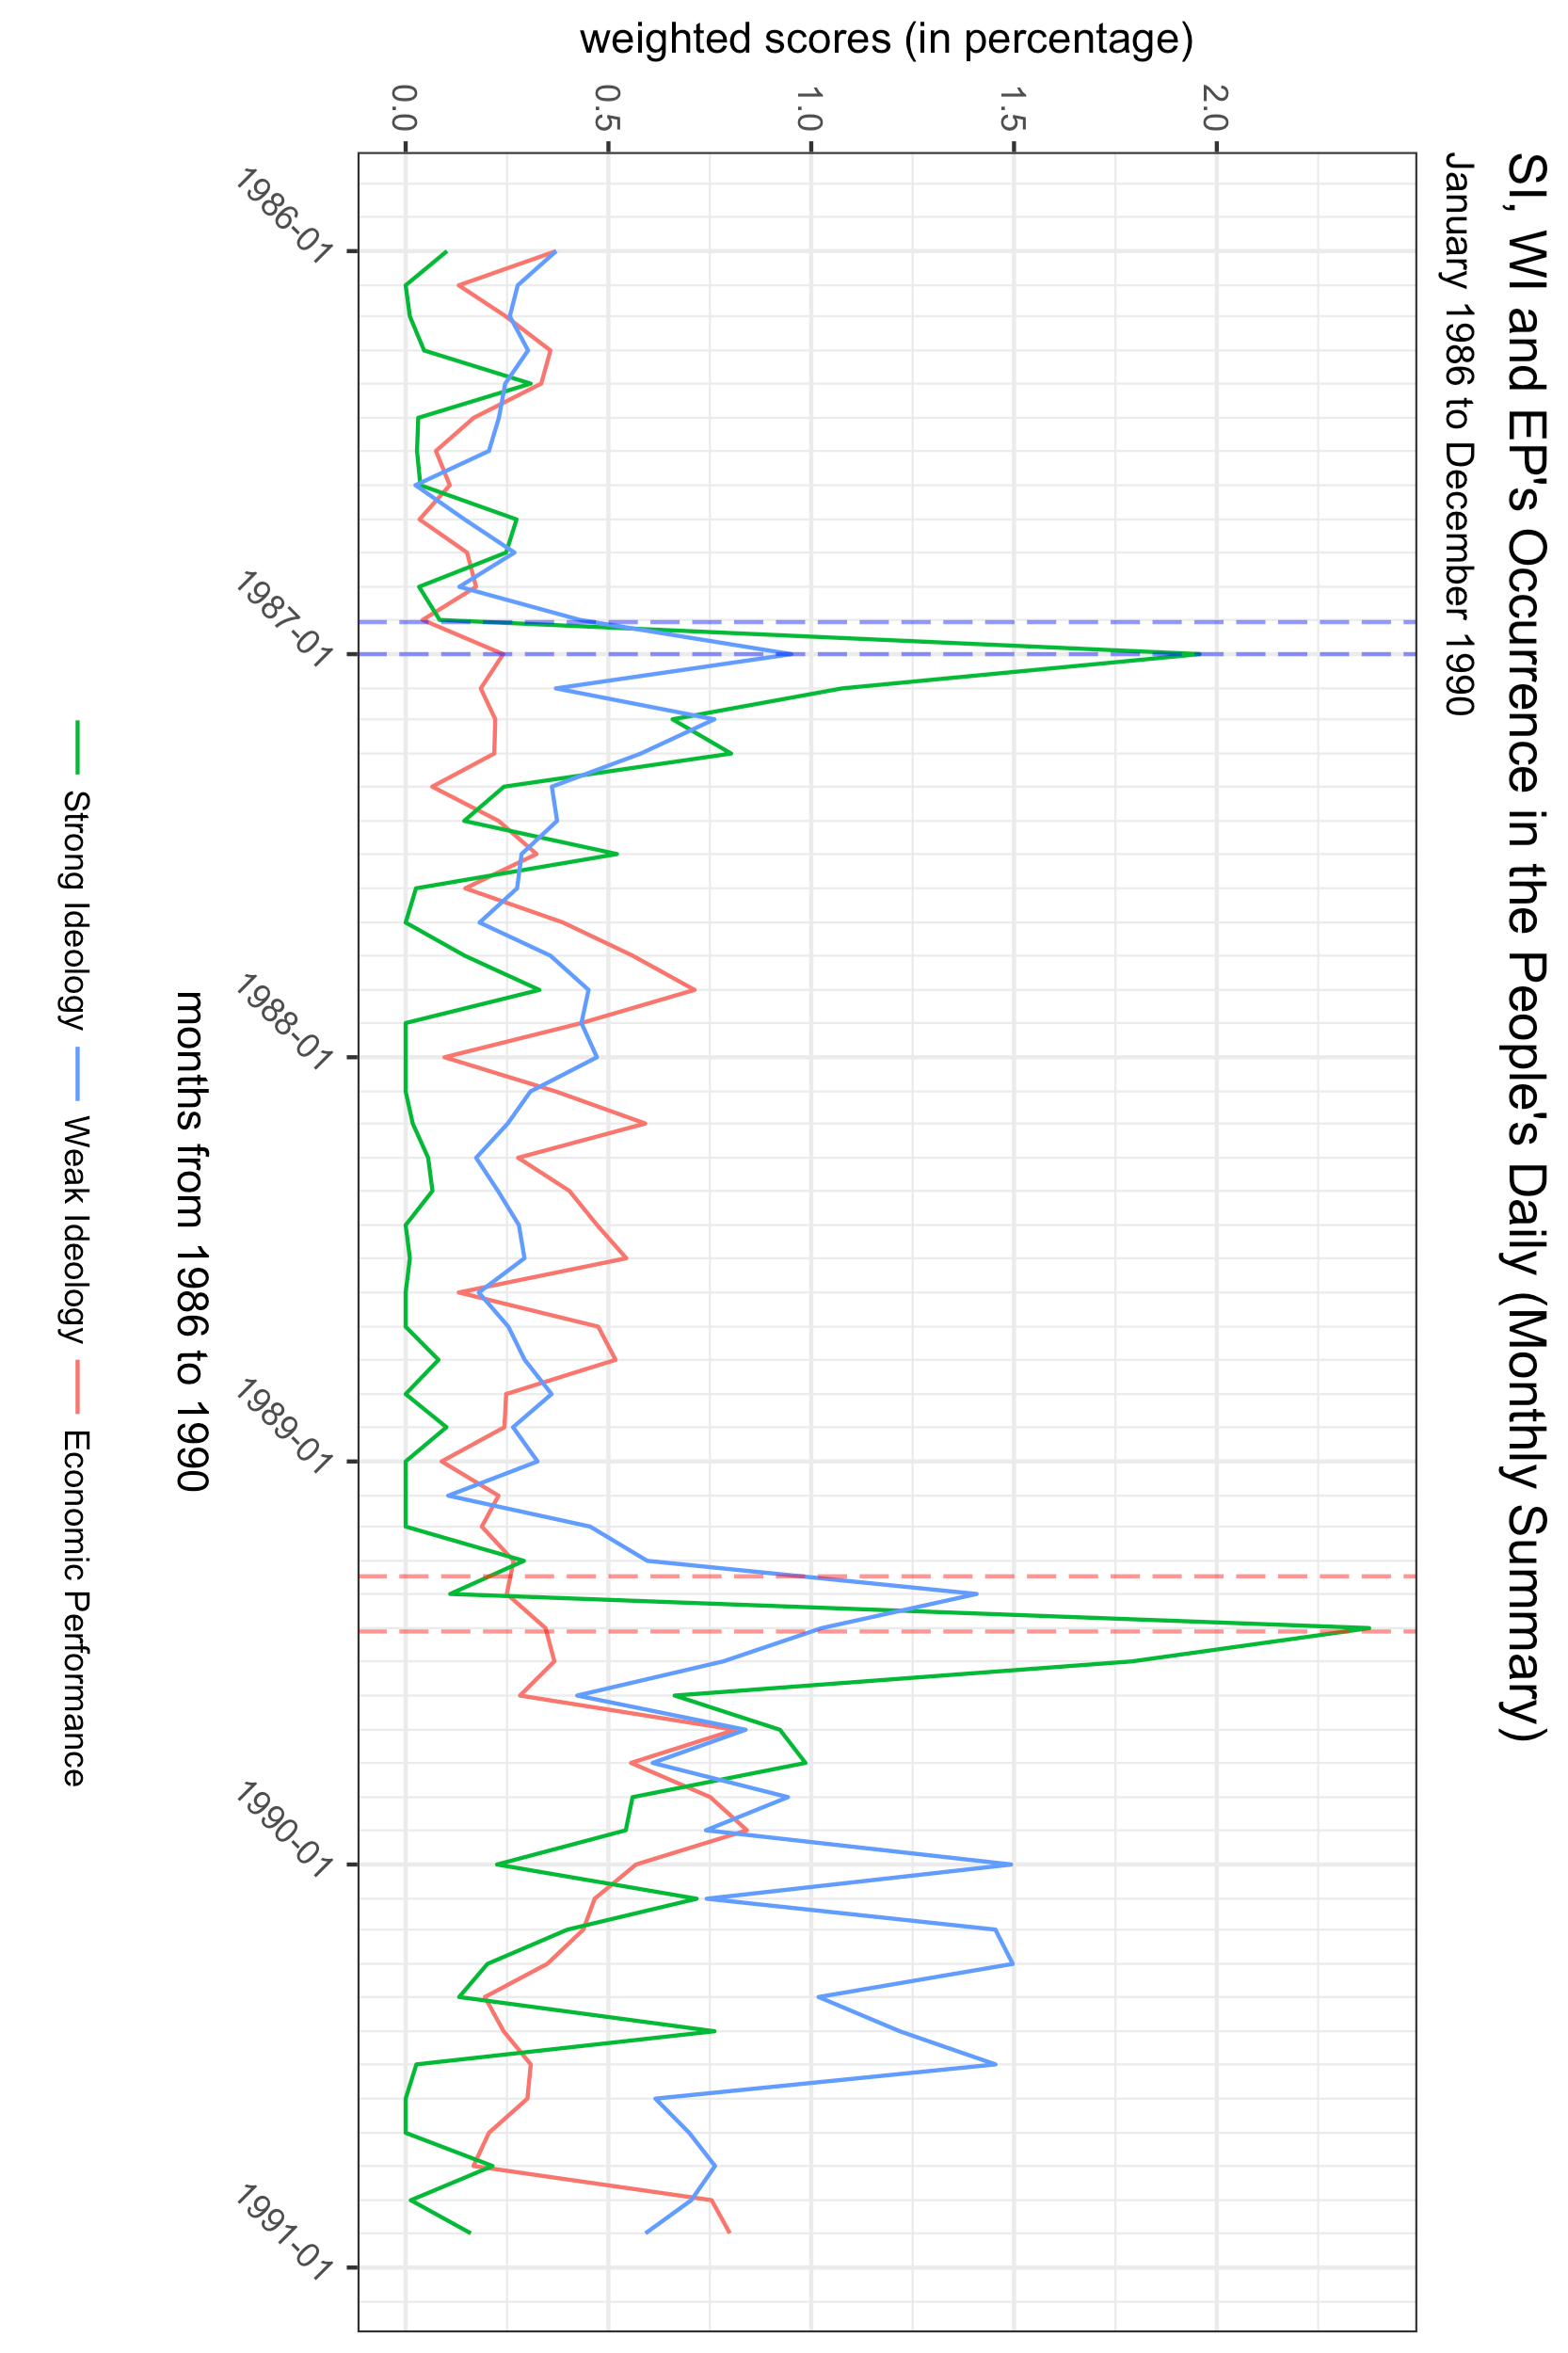 SI, WI and EP's Occurrence in the People's Daily (Monthly Summary)
January 1986 to December 1990
weighted scores (in percentage)
2.0
1.5
1.0
0.5
0.0
1986-01
1987-01
1988-01
1989-01
1990-01
1991-01
months from 1986 to 1990
Strong Ideology Weak Ideology Economic Performance